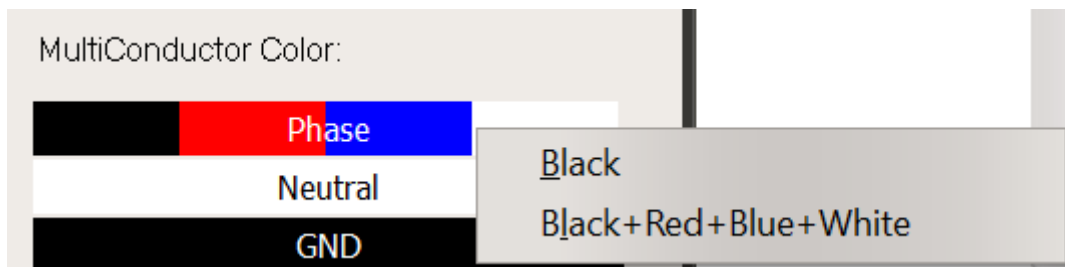 MultiConductor Color:
Phase
Neutral
GND
Black
Black+Red+Blue+White